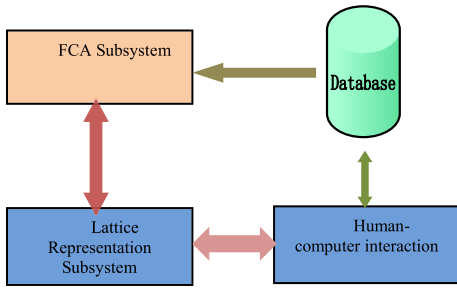 FCA Subsystem
Database
Lattice
Representation
Subsystem
Human-
computer interaction